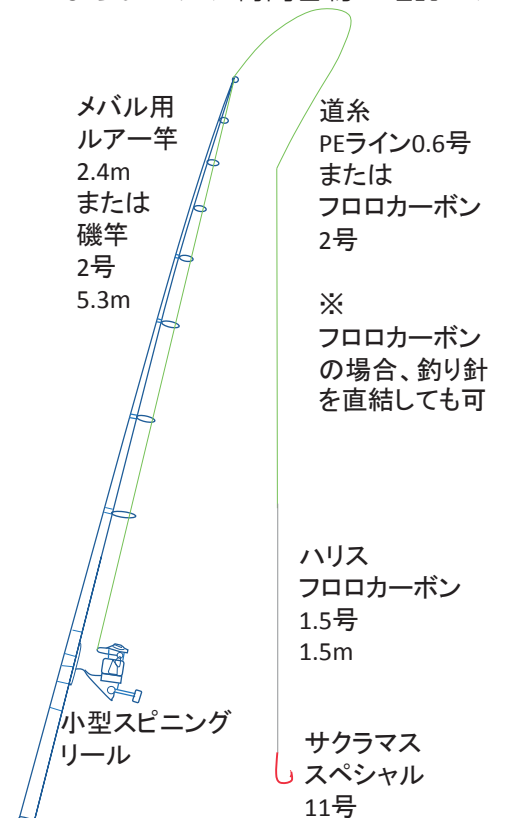 メバル用
ルアー竿
2.4m
または
磯竿
2号
5.3m
道糸
PEライン0.6号
または
フロロカーボン
2号
※
フロロカーボン
の場合、釣り針
を直結しても可
ハリス
フロロカーボン
1.5号
1.5m
小型スピニング
リール
サクラマス
スペシャル
11号